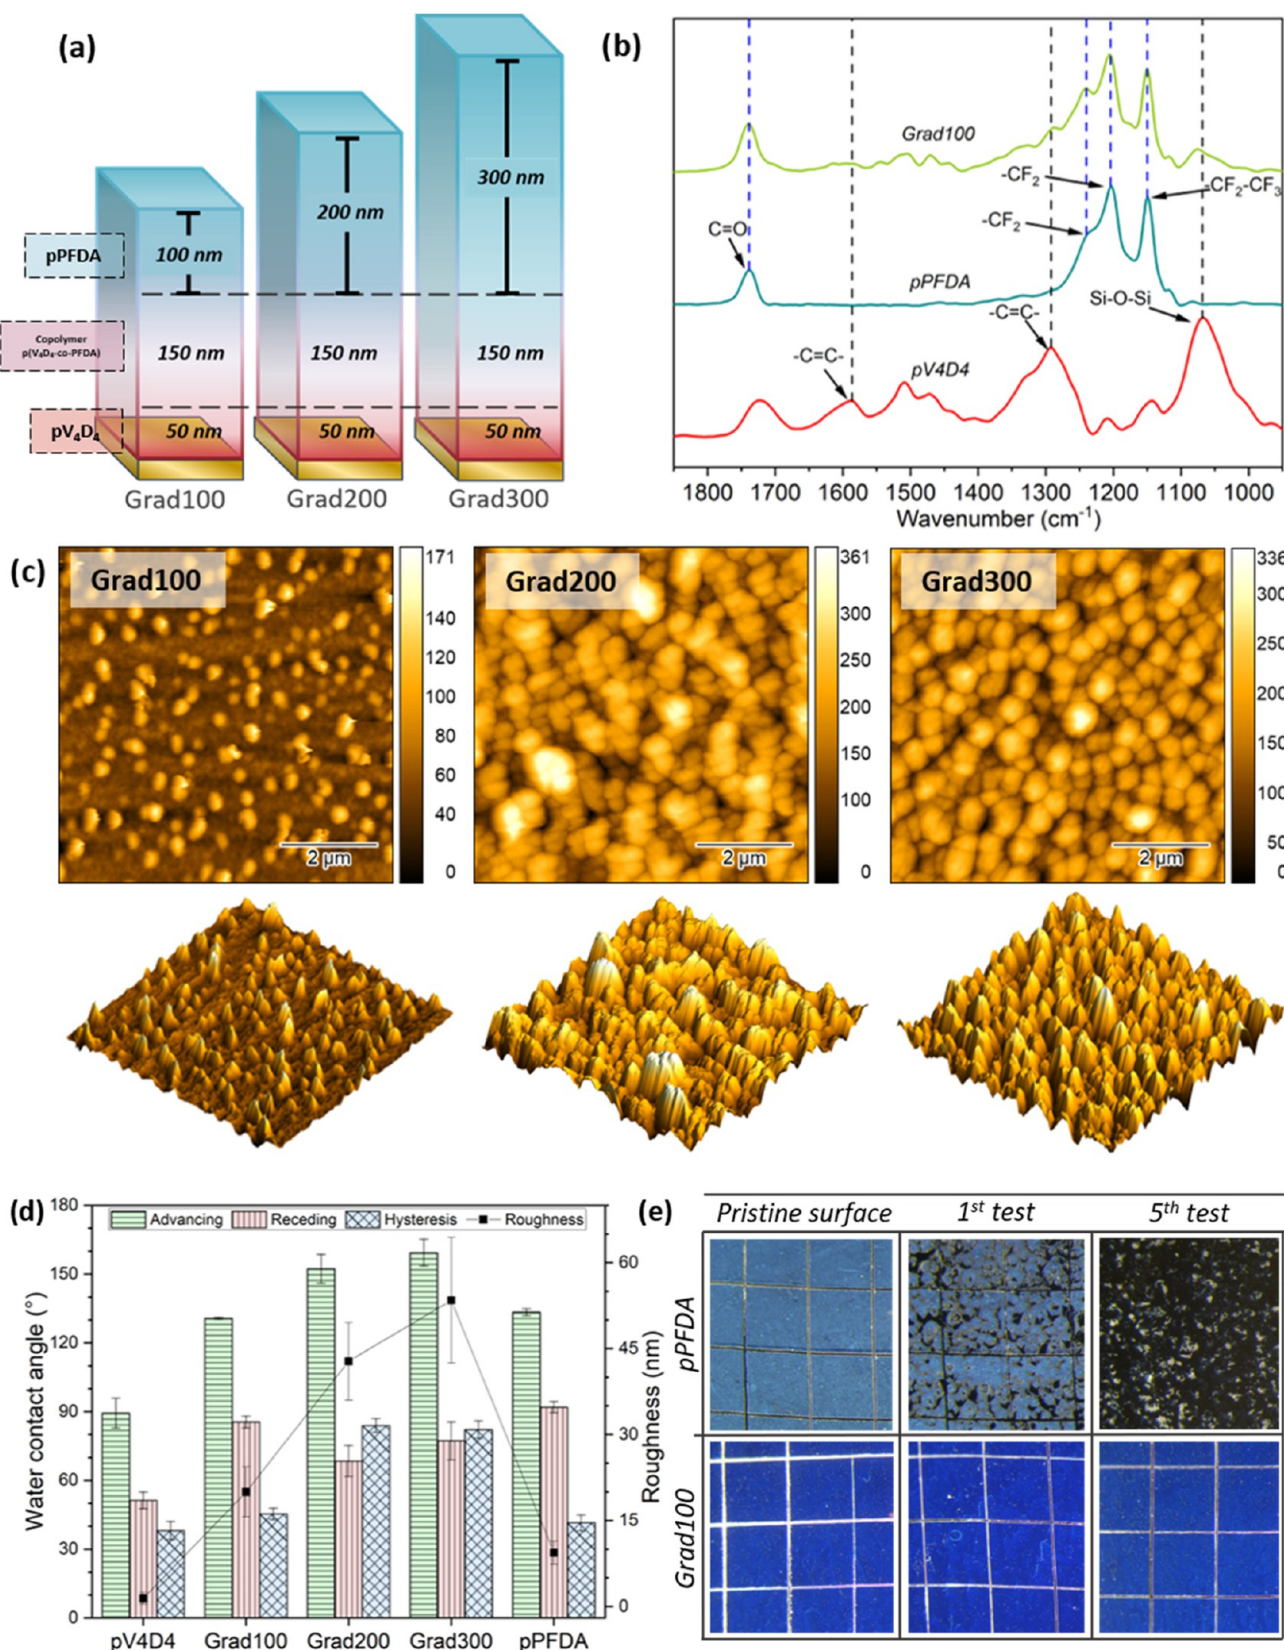 (a)
300 nm
200 nm
100 nm
pPFDA
Copolymer
p(V₄D₄-co-PFDA)
150 nm
150 nm
150 nm
pV₄D₄
50 nm
50 nm
50 nm
Grad100
Grad200
Grad300
(b)
Grad100
-CF₂
-CF₂-CF₃
-CF₂
C=O
pPFDA
Si-O-Si
-C=C-
-C=C-
pV4D4
1800 1700 1600 1500 1400 1300 1200 1100 1000
Wavenumber (cm⁻¹)
(c)
Grad100
2 µm
171
140
120
100
80
60
40
0
Grad200
2 µm
361
300
250
200
150
100
0
Grad300
2 µm
336
300
250
200
150
100
50
0
(d)
Advancing Receding Hysteresis Roughness
Water contact angle (°)
180
150
120
90
60
30
0
Roughness (nm)
60
45
30
15
0
pV4D4 Grad100 Grad200 Grad300 pPFDA
(e)
Pristine surface 1ˢᵗ test 5ᵗʰ test
pPFDA
Grad100